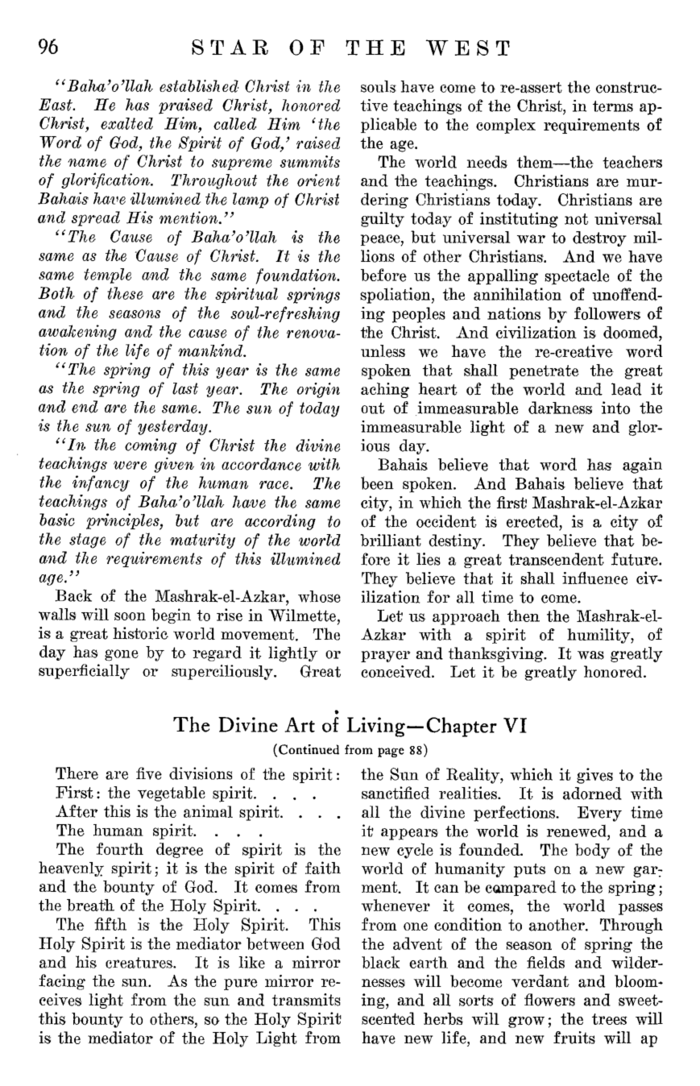 96 STAR OF THE WEST
"Baha'o'llah established Christ in the
East. He has praised Christ, honored
Christ, exalted Him, called Him 'the
Word of God, the Spirit of God,' raised
the name of Christ to supreme summits
of glorification. Throughout the orient
Bahais have illumined the lamp of Christ
and spread His mention."
"The Cause of Baha'o'llah is the
same as the Cause of Christ. It is the
same temple and the same foundation.
Both of these are the spiritual springs
and the seasons of the soul-refreshing
awakening and the cause of the renova-
tion of the life of mankind.
"The spring of this year is the same
as the spring of last year. The origin
and end are the same. The sun of today
is the sun of yesterday.
"In the coming of Christ the divine
teachings were given in accordance with
the infancy of the human race. The
teachings of Baha'o'llah have the same
basic principles, but are according to
the stage of the maturity of the world
and the requirements of this illumined
age."
Back of the Mashrak-el-Azkar, whose
walls will soon begin to rise in Wilmette,
is a great historic world movement. The
day has gone by to regard it lightly or
superficially or superciliously. Great
souls have come to re-assert the construc-
tive teachings of the Christ, in terms ap-
plicable to the complex requirements of
the age.
The world needs them—the teachers
and the teachings. Christians are mur-
dering Christians today. Christians are
guilty today of instituting not universal
peace, but universal war to destroy mil-
lions of other Christians. And we have
before us the appalling spectacle of the
spoliation, the annihilation of unoffend-
ing peoples and nations by followers of
the Christ. And civilization is doomed,
unless we have the re-creative word
spoken that shall penetrate the great
aching heart of the world and lead it
out of immeasurable darkness into the
immeasurable light of a new and glor-
ious day.
Bahais believe that word has again
been spoken. And Bahais believe that
city, in which the first Mashrak-el-Azkar
of the occident is erected, is a city of
brilliant destiny. They believe that be-
fore it lies a great transcendent future.
They believe that it shall influence civ-
ilization for all time to come.
Let us approach then the Mashrak-el-
Azkar with a spirit of humility, of
prayer and thanksgiving. It was greatly
conceived. Let it be greatly honored.
The Divine Art of Living—Chapter VI
(Continued from page 88)
There are five divisions of the spirit:
First: the vegetable spirit. . . .
After this is the animal spirit. . . .
The human spirit. . . .
The fourth degree of spirit is the
heavenly spirit; it is the spirit of faith
and the bounty of God. It comes from
the breath of the Holy Spirit. . . .
The fifth is the Holy Spirit. This
Holy Spirit is the mediator between God
and his creatures. It is like a mirror
facing the sun. As the pure mirror re-
ceives light from the sun and transmits
this bounty to others, so the Holy Spirit
is the mediator of the Holy Light from
the Sun of Reality, which it gives to the
sanctified realities. It is adorned with
all the divine perfections. Every time
it appears the world is renewed, and a
new cycle is founded. The body of the
world of humanity puts on a new gar-
ment. It can be compared to the spring;
whenever it comes, the world passes
from one condition to another. Through
the advent of the season of spring the
black earth and the fields and wilder-
nesses will become verdant and bloom-
ing, and all sorts of flowers and sweet-
scented herbs will grow; the trees will
have new life, and new fruits will ap